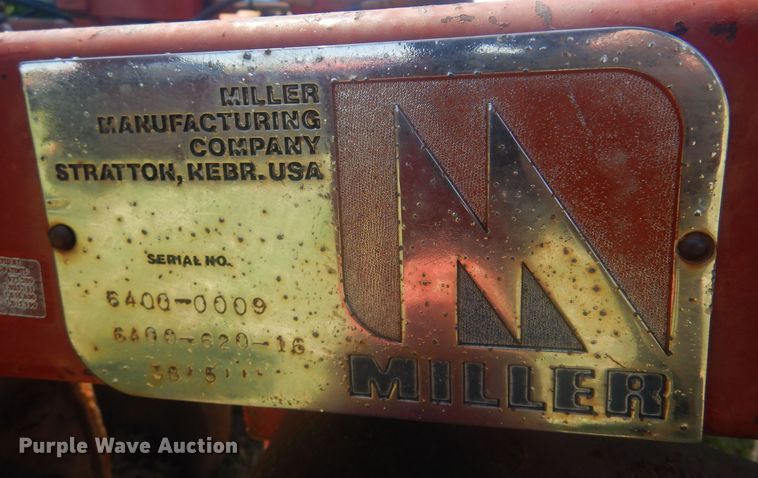 MILLER
MANUFACTURING
COMPANY
STRATTON, NEBR. USA
SERIAL NO.
6400-0009
6400-620-16
MILLER
Purple Wave Auction